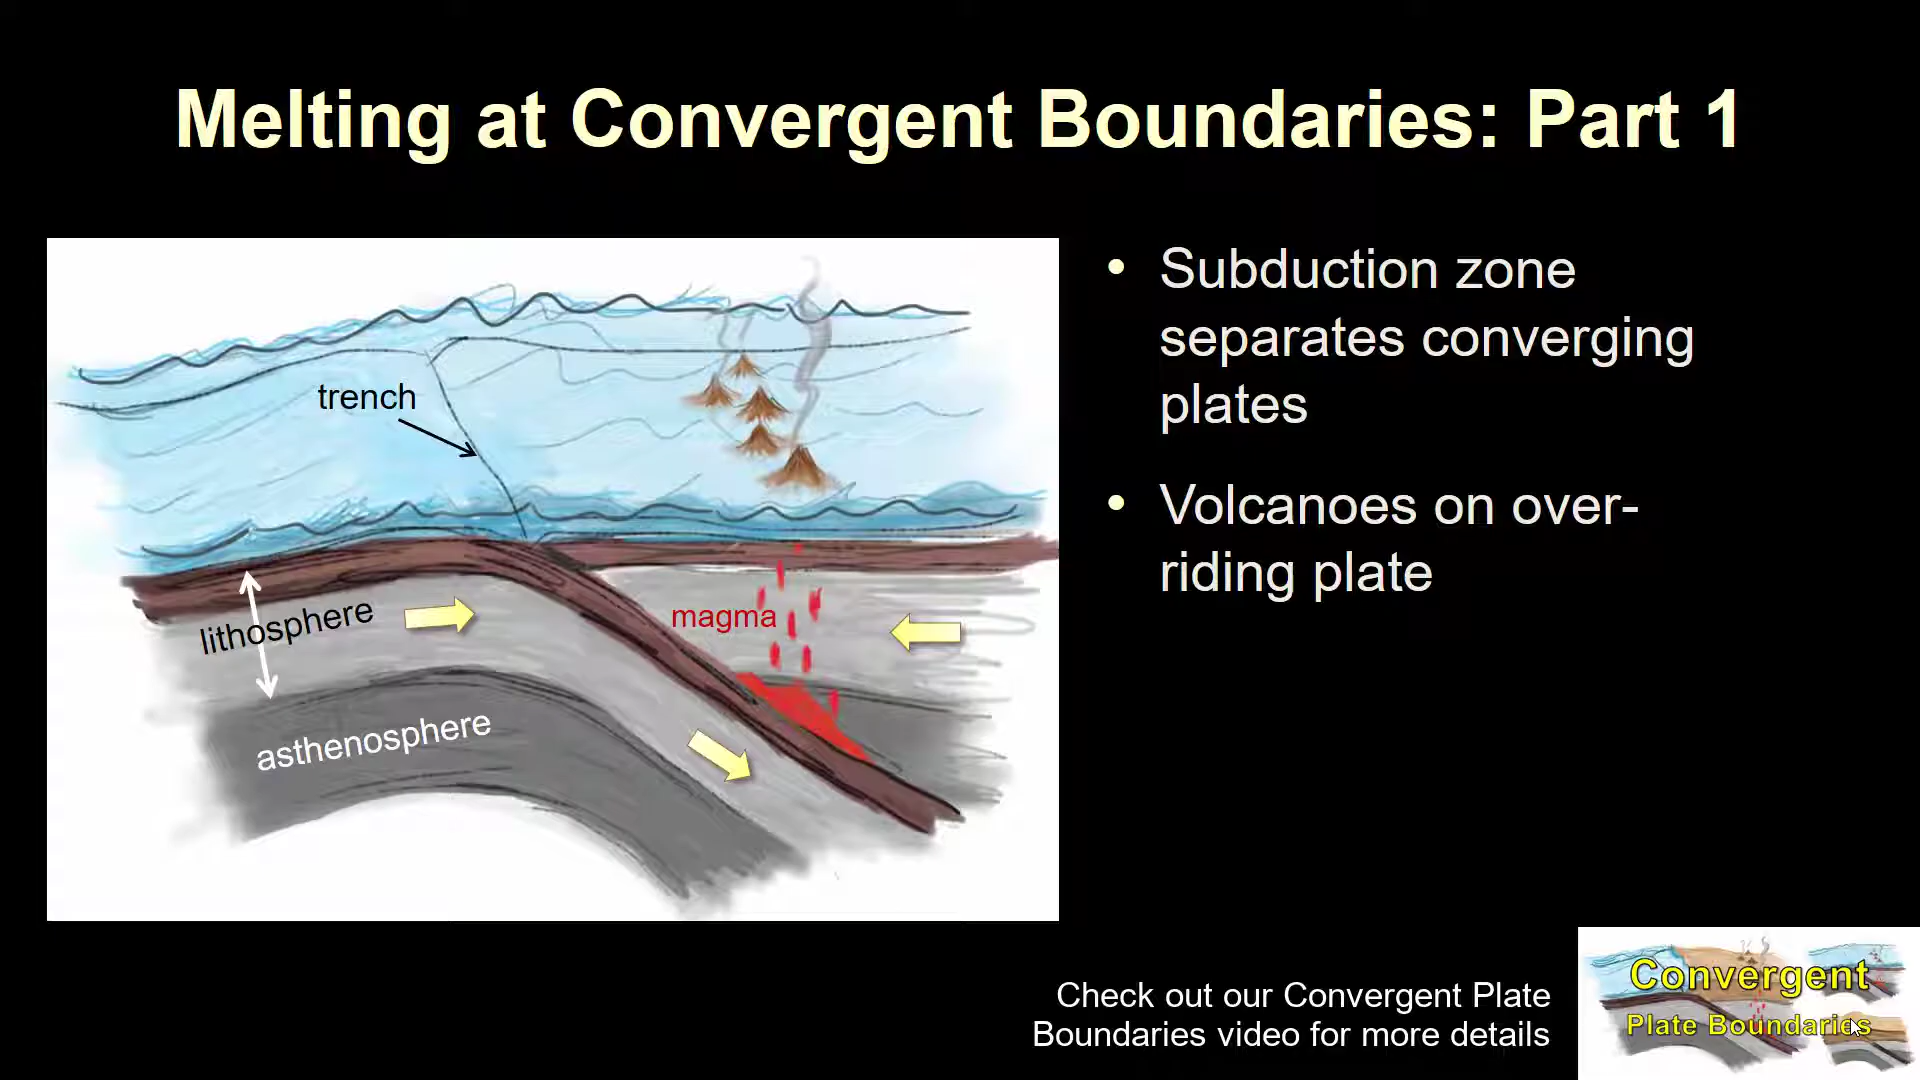 Melting at Convergent Boundaries: Part 1
trench
lithosphere
magma
asthenosphere
• Subduction zone
separates converging
plates
• Volcanoes on over-
riding plate
Check out our Convergent Plate
Boundaries video for more details
Convergent
Plate Boundaries